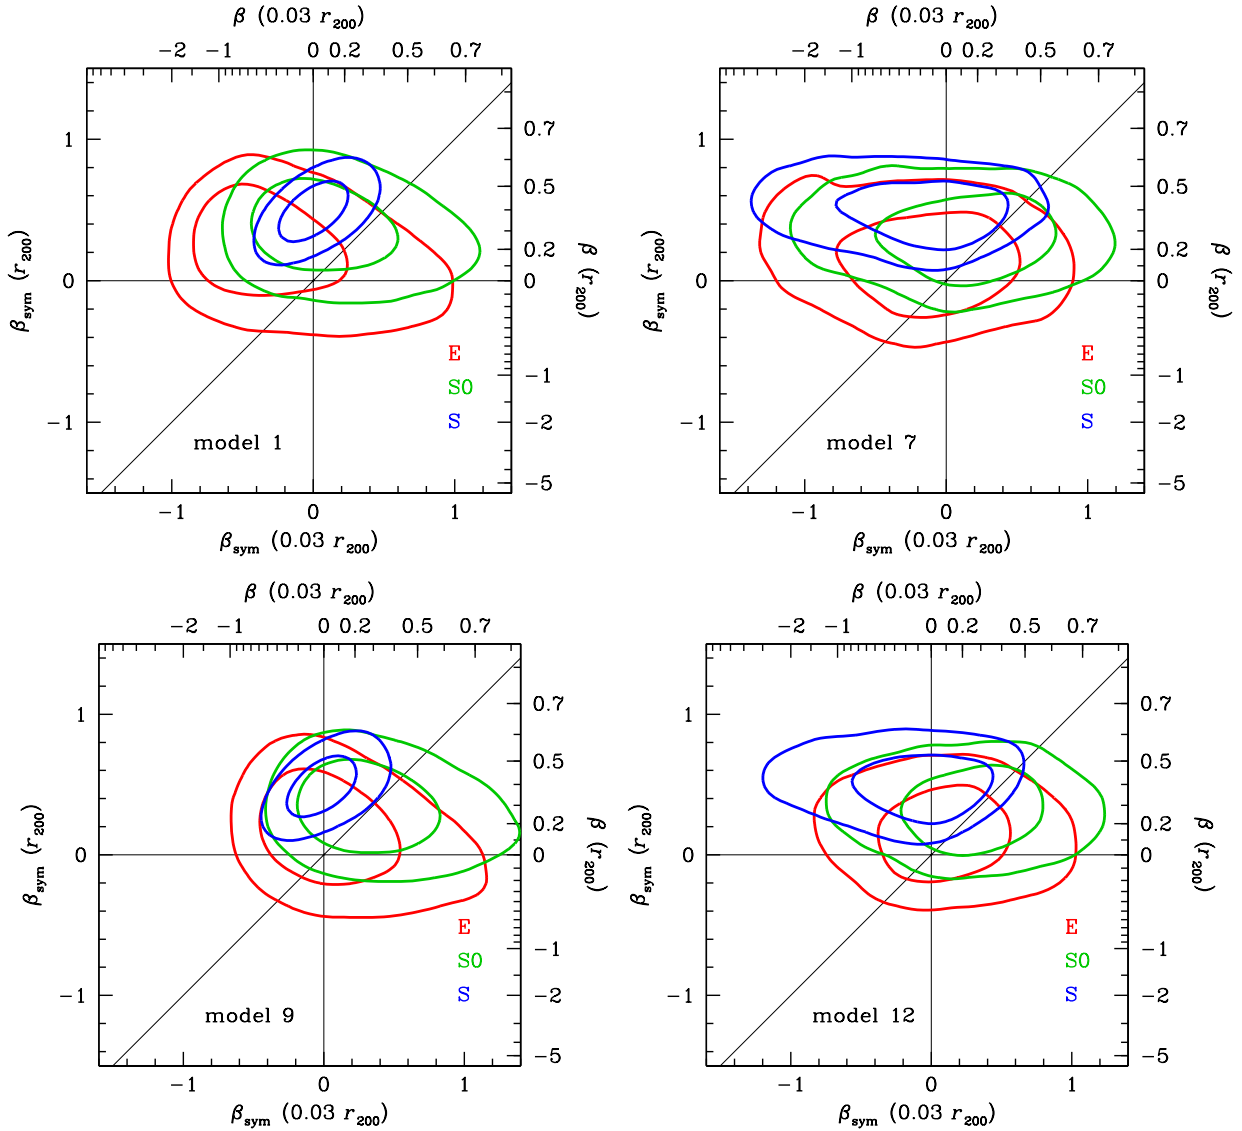 β (0.03 r200)
−2 −1 0 0.2 0.5 0.7
1
0
−1
βsym (r200)
0.7
0.5
0.2
0
−1
−2
−5
β (r200)
E
S0
S
model 1
−1 0 1
βsym (0.03 r200)
β (0.03 r200)
−2 −1 0 0.2 0.5 0.7
1
0
−1
βsym (r200)
0.7
0.5
0.2
0
−1
−2
−5
β (r200)
E
S0
S
model 7
−1 0 1
βsym (0.03 r200)
β (0.03 r200)
−2 −1 0 0.2 0.5 0.7
1
0
−1
βsym (r200)
0.7
0.5
0.2
0
−1
−2
−5
β (r200)
E
S0
S
model 9
−1 0 1
βsym (0.03 r200)
β (0.03 r200)
−2 −1 0 0.2 0.5 0.7
1
0
−1
βsym (r200)
0.7
0.5
0.2
0
−1
−2
−5
β (r200)
E
S0
S
model 12
−1 0 1
βsym (0.03 r200)